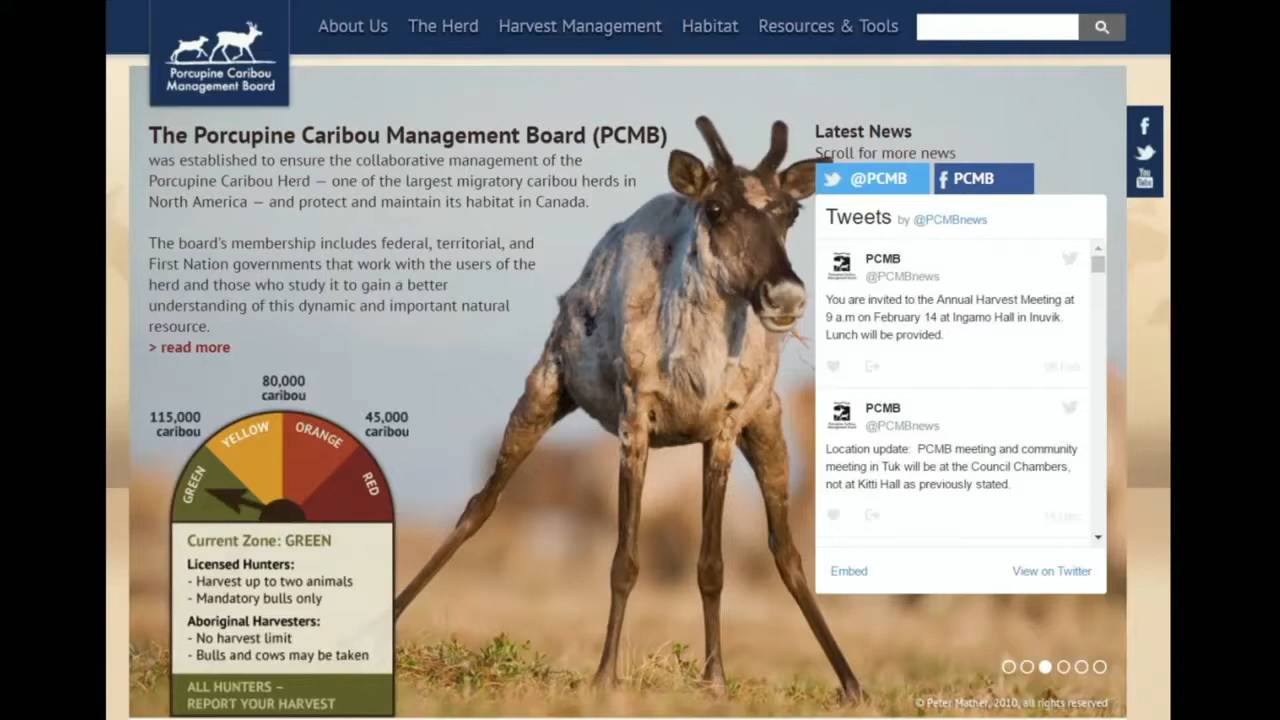 About Us The Herd Harvest Management Habitat Resources & Tools
Porcupine Caribou
Management Board
The Porcupine Caribou Management Board (PCMB)
was established to ensure the collaborative management of the
Porcupine Caribou Herd — one of the largest migratory caribou herds in
North America — and protect and maintain its habitat in Canada.
The board's membership includes federal, territorial, and
First Nation governments that work with the users of the
herd and those who study it to gain a better
understanding of this dynamic and important natural
resource.
> read more
80,000
caribou
115,000
caribou
45,000
caribou
GREEN
YELLOW
ORANGE
RED
Current Zone: GREEN
Licensed Hunters:
- Harvest up to two animals
- Mandatory bulls only
Aboriginal Harvesters:
- No harvest limit
- Bulls and cows may be taken
ALL HUNTERS –
REPORT YOUR HARVEST
Latest News
Scroll for more news
@PCMB
PCMB
Tweets by @PCMBnews
PCMB
@PCMBnews
You are invited to the Annual Harvest Meeting at
9 a.m on February 14 at Ingamo Hall in Inuvik.
Lunch will be provided.
PCMB
@PCMBnews
Location update: PCMB meeting and community
meeting in Tuk will be at the Council Chambers,
not at Kitti Hall as previously stated.
Embed
View on Twitter
You
Tube
© Peter Mather, 2010, all rights reserved